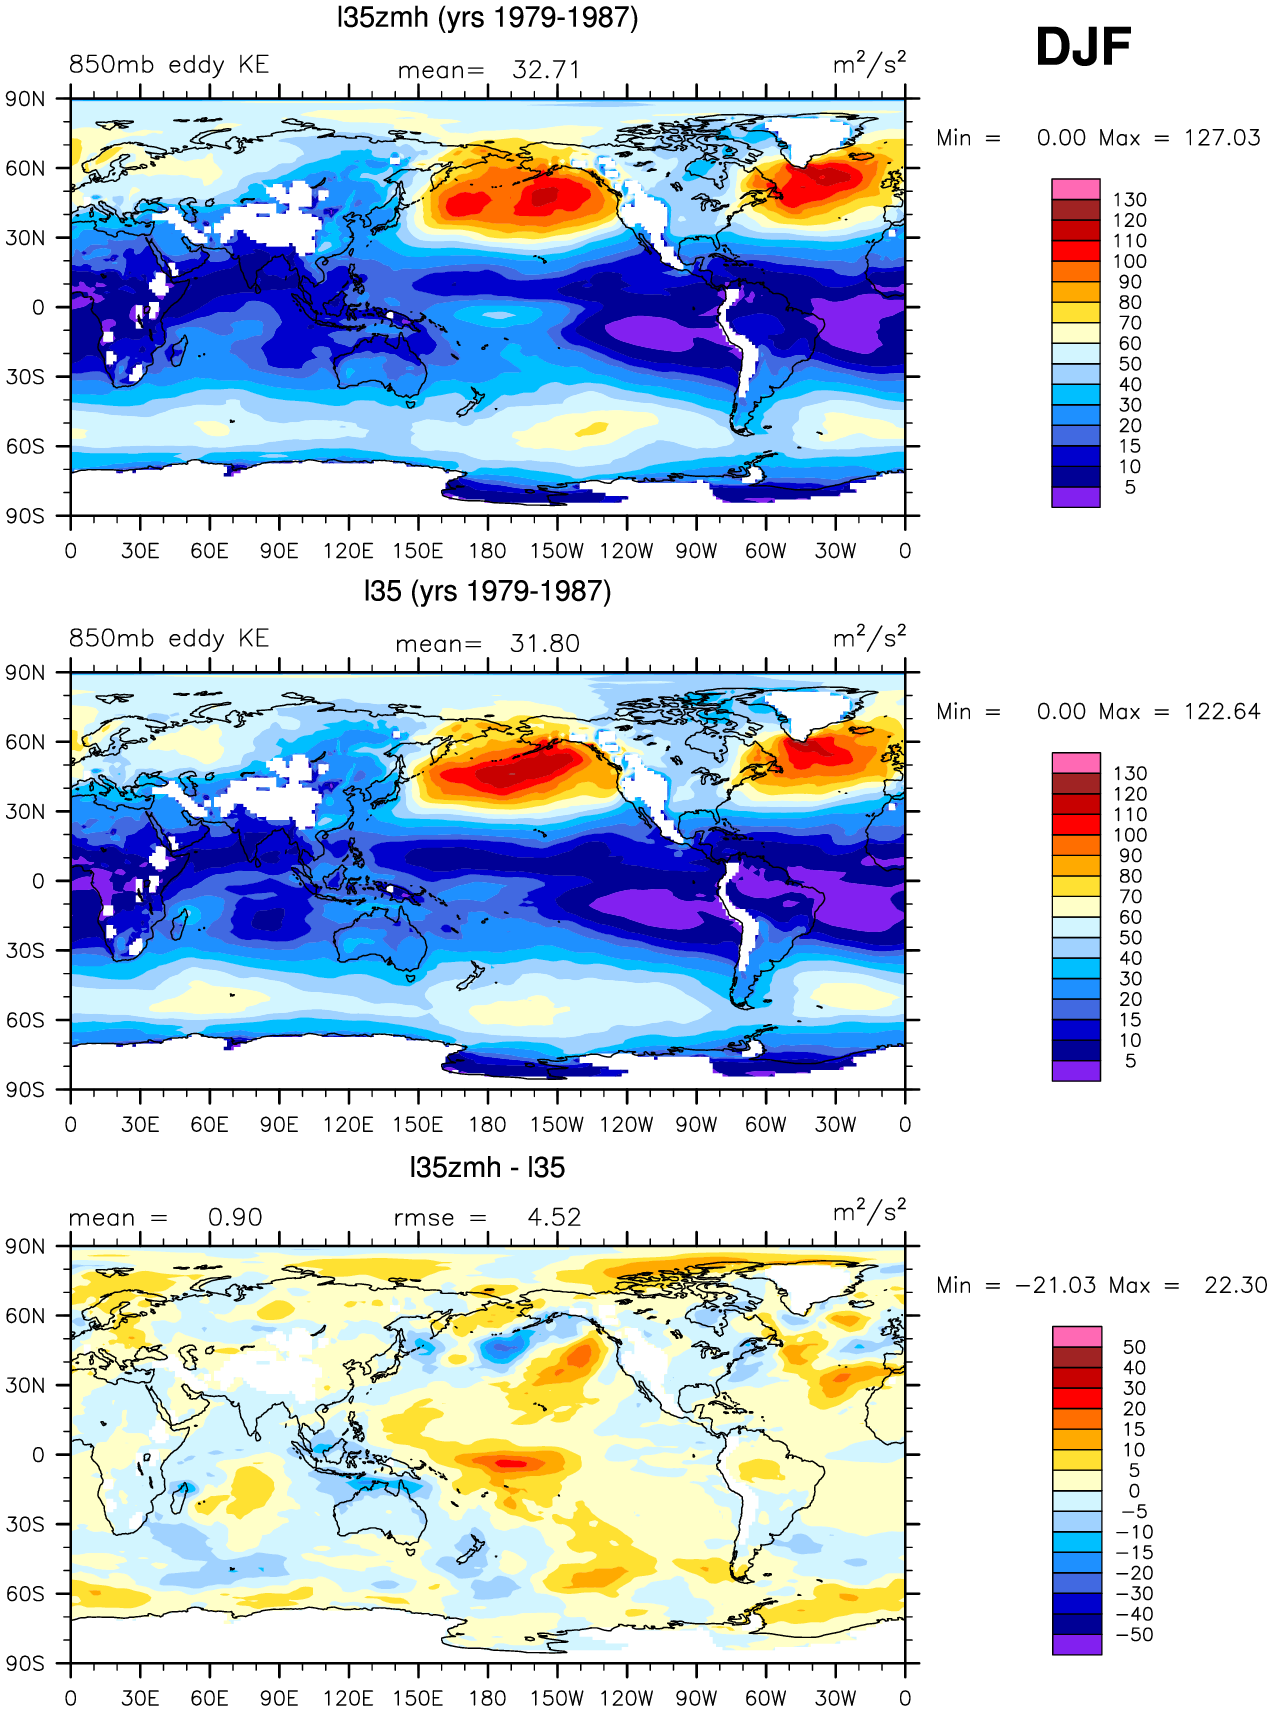 l35zmh (yrs 1979-1987)
DJF
850mb eddy KE mean= 32.71 m²/s²
Min = 0.00 Max = 127.03
90N
60N
30N
0
30S
60S
90S
0 30E 60E 90E 120E 150E 180 150W 120W 90W 60W 30W 0
130
120
110
100
90
80
70
60
50
40
30
20
15
10
5
l35 (yrs 1979-1987)
850mb eddy KE mean= 31.80 m²/s²
Min = 0.00 Max = 122.64
90N
60N
30N
0
30S
60S
90S
0 30E 60E 90E 120E 150E 180 150W 120W 90W 60W 30W 0
130
120
110
100
90
80
70
60
50
40
30
20
15
10
5
l35zmh - l35
mean = 0.90 rmse = 4.52 m²/s²
Min = −21.03 Max = 22.30
90N
60N
30N
0
30S
60S
90S
0 30E 60E 90E 120E 150E 180 150W 120W 90W 60W 30W 0
50
40
30
20
15
10
5
0
−5
−10
−15
−20
−30
−40
−50